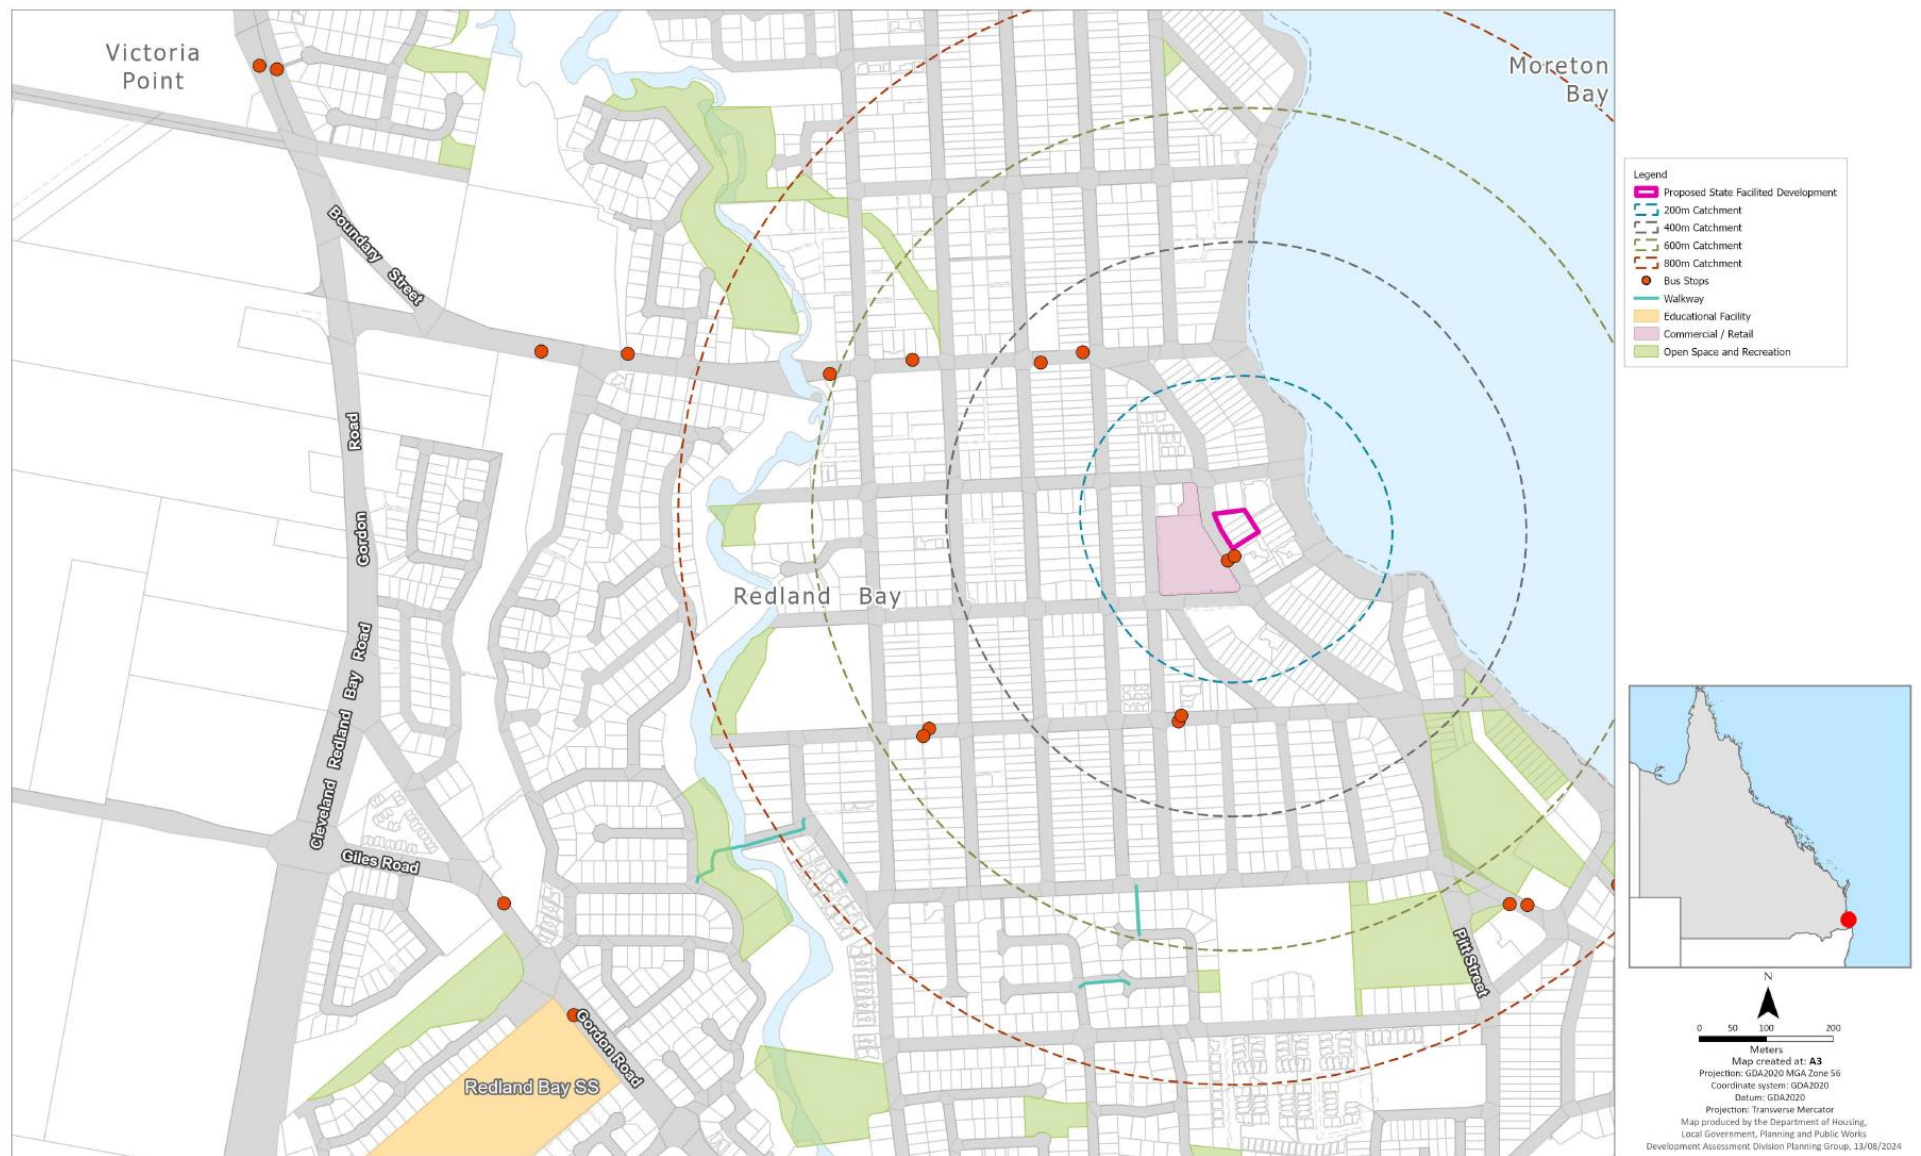 Victoria
Point
Moreton
Bay
Boundary Street
Road
Gordon
Redland Bay
Cleveland Redland Bay Road
Giles Road
Pitt Street
Gordon Road
Redland Bay SS
Legend
Proposed State Facilited Development
200m Catchment
400m Catchment
600m Catchment
800m Catchment
Bus Stops
Walkway
Educational Facility
Commercial / Retail
Open Space and Recreation
N
0 50 100 200
Meters
Map created at: A3
Projection: GDA2020 MGA Zone 56
Coordinate system: GDA2020
Datum: GDA2020
Projection: Transverse Mercator
Map produced by the Department of Housing,
Local Government, Planning and Public Works
Development Assessment Division Planning Group, 13/08/2024